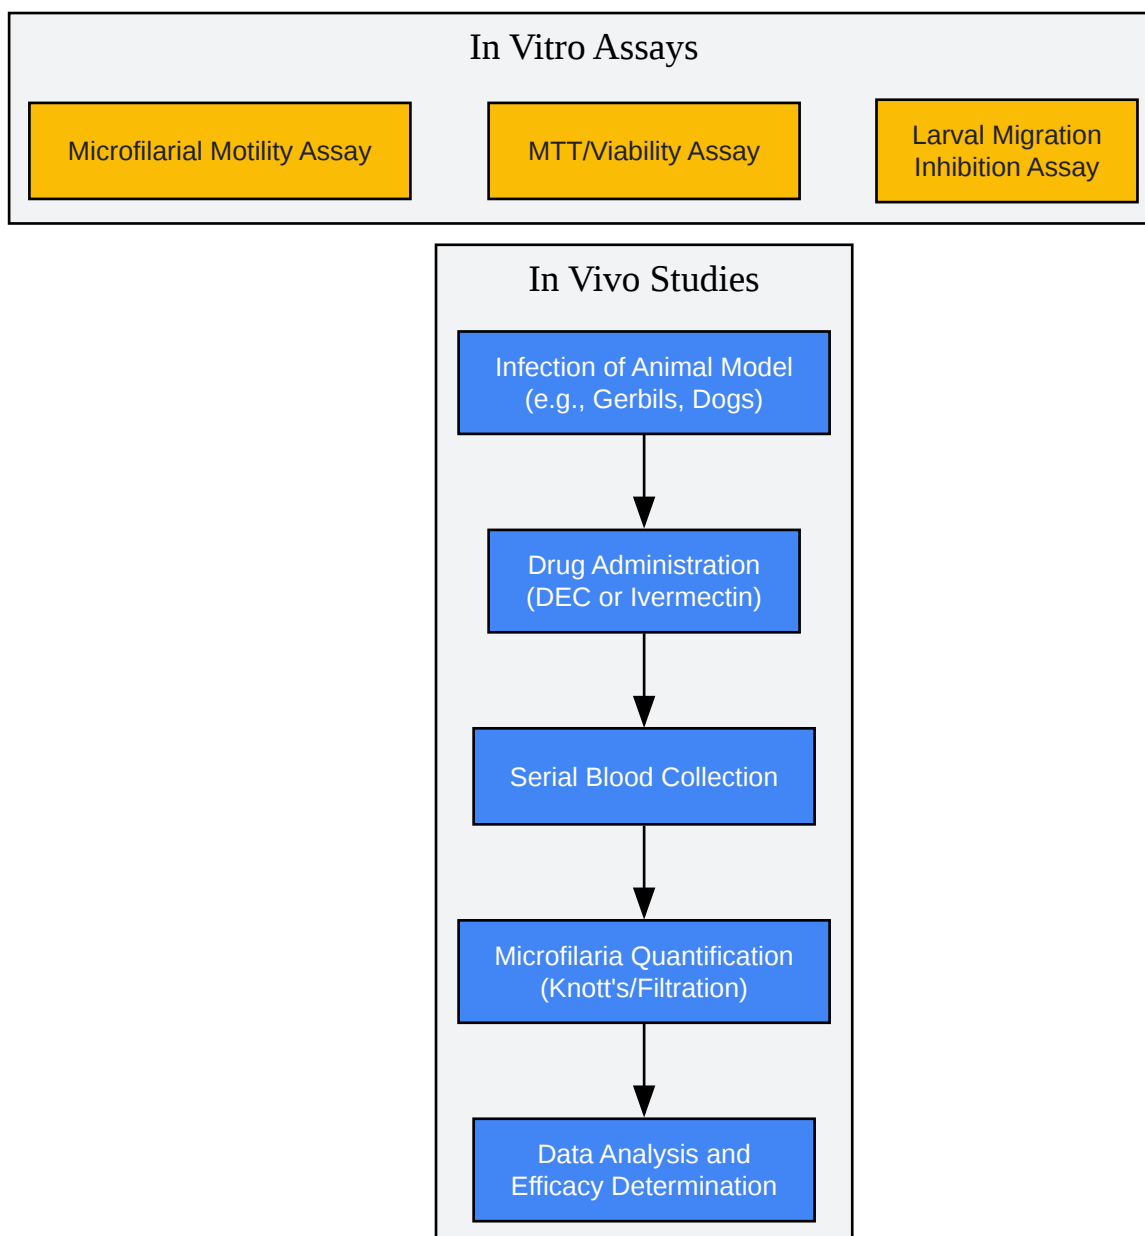 In Vitro Assays
Microfilarial Motility Assay
MTT/Viability Assay
Larval Migration
Inhibition Assay
In Vivo Studies
Infection of Animal Model
(e.g., Gerbils, Dogs)
Drug Administration
(DEC or Ivermectin)
Serial Blood Collection
Microfilaria Quantification
(Knott's/Filtration)
Data Analysis and
Efficacy Determination